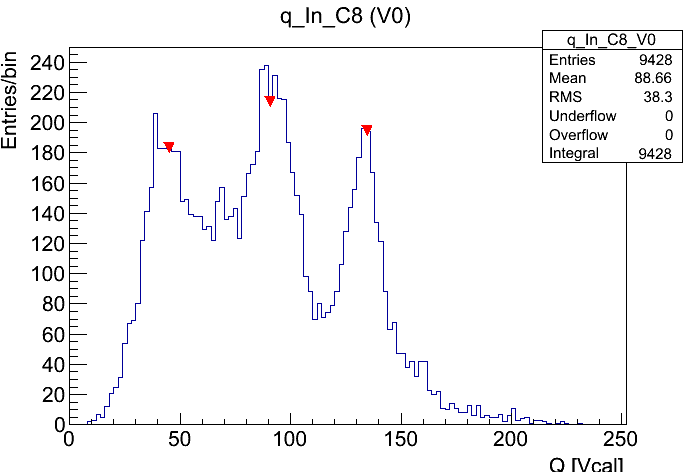 q_In_C8 (V0)
q_In_C8_V0
Entries 9428
Mean 88.66
RMS 38.3
Underflow 0
Overflow 0
Integral 9428
Entries/bin
240
220
200
180
160
140
120
100
80
60
40
20
0
0 50 100 150 200 250
Q [Vcal]